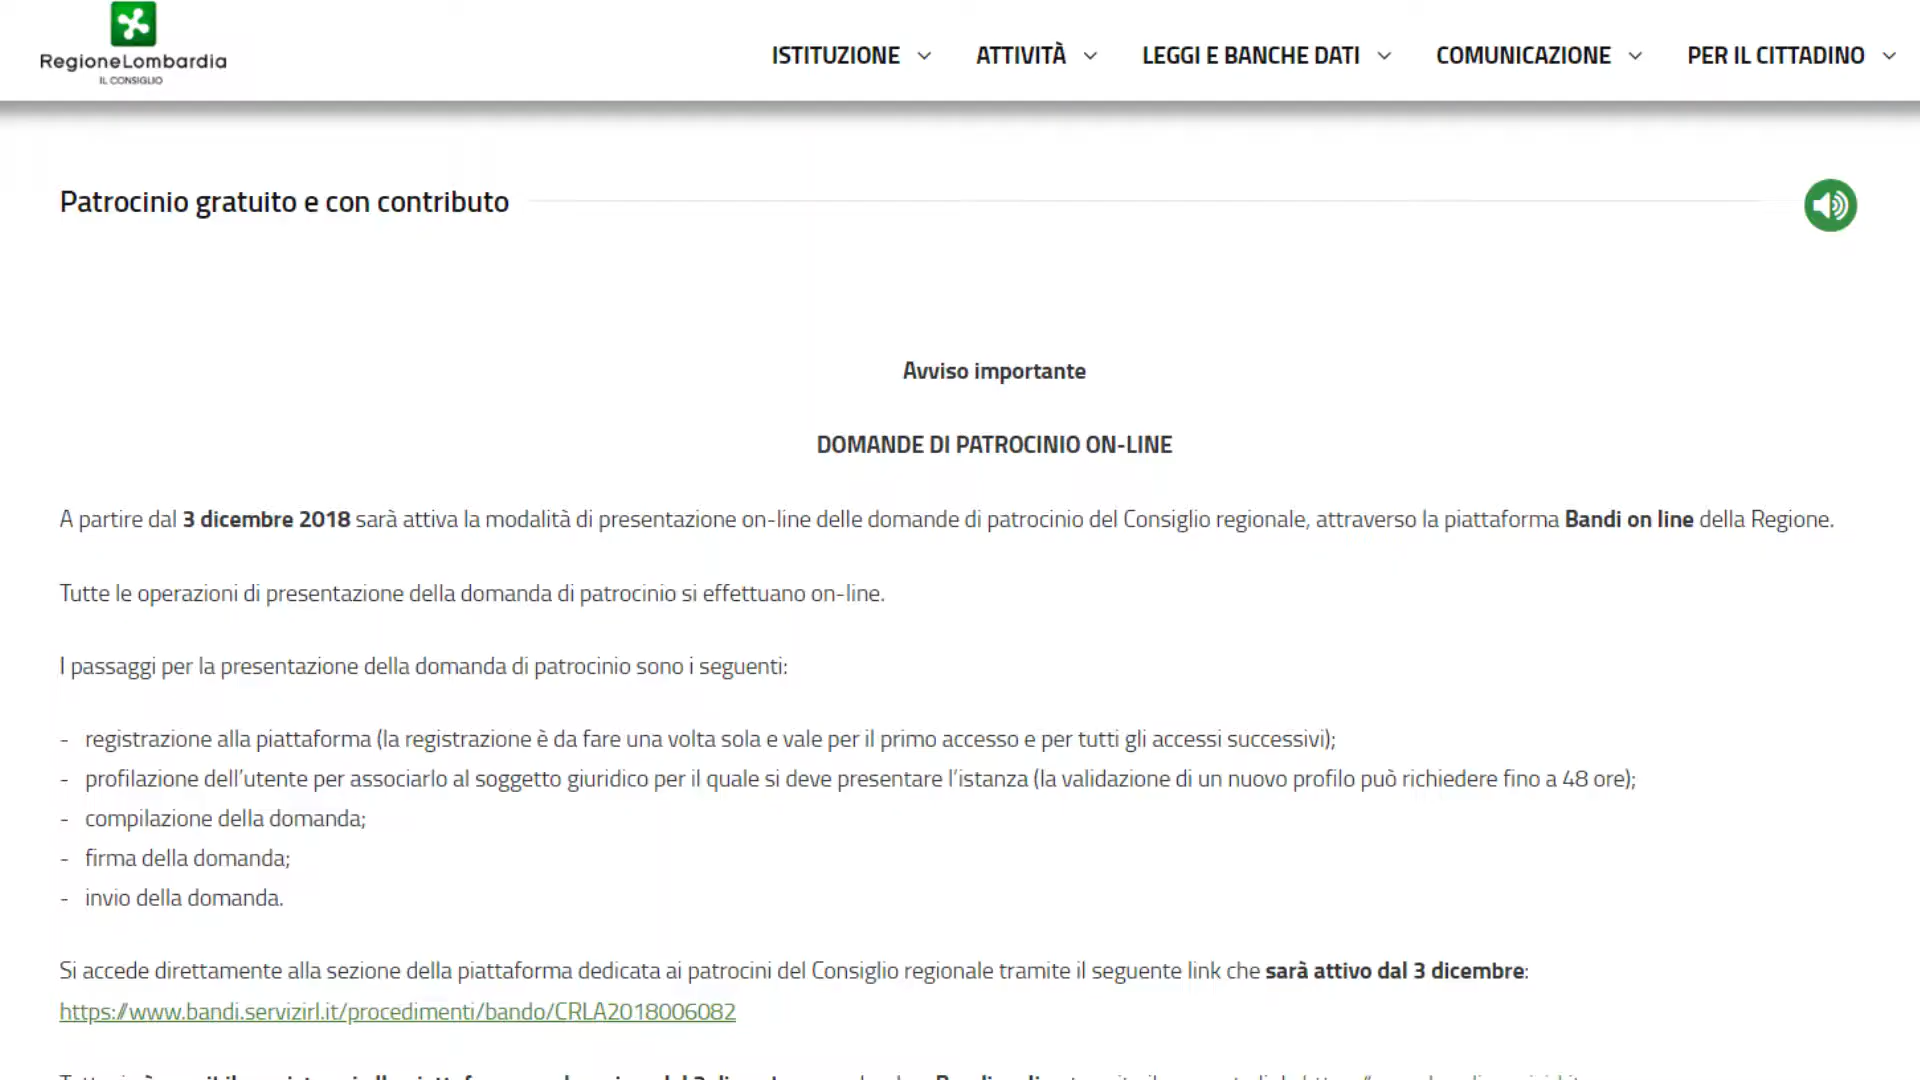 RegioneLombardia
IL CONSIGLIO
ISTITUZIONE
ATTIVITÀ
LEGGI E BANCHE DATI
COMUNICAZIONE
PER IL CITTADINO
Patrocinio gratuito e con contributo
Avviso importante
DOMANDE DI PATROCINIO ON-LINE
A partire dal 3 dicembre 2018 sarà attiva la modalità di presentazione on-line delle domande di patrocinio del Consiglio regionale, attraverso la piattaforma Bandi on line della Regione.
Tutte le operazioni di presentazione della domanda di patrocinio si effettuano on-line.
I passaggi per la presentazione della domanda di patrocinio sono i seguenti:
- registrazione alla piattaforma (la registrazione è da fare una volta sola e vale per il primo accesso e per tutti gli accessi successivi);
- profilazione dell'utente per associarlo al soggetto giuridico per il quale si deve presentare l'istanza (la validazione di un nuovo profilo può richiedere fino a 48 ore);
- compilazione della domanda;
- firma della domanda;
- invio della domanda.
Si accede direttamente alla sezione della piattaforma dedicata ai patrocini del Consiglio regionale tramite il seguente link che sarà attivo dal 3 dicembre:
https://www.bandi.servizirl.it/procedimenti/bando/CRLA2018006082